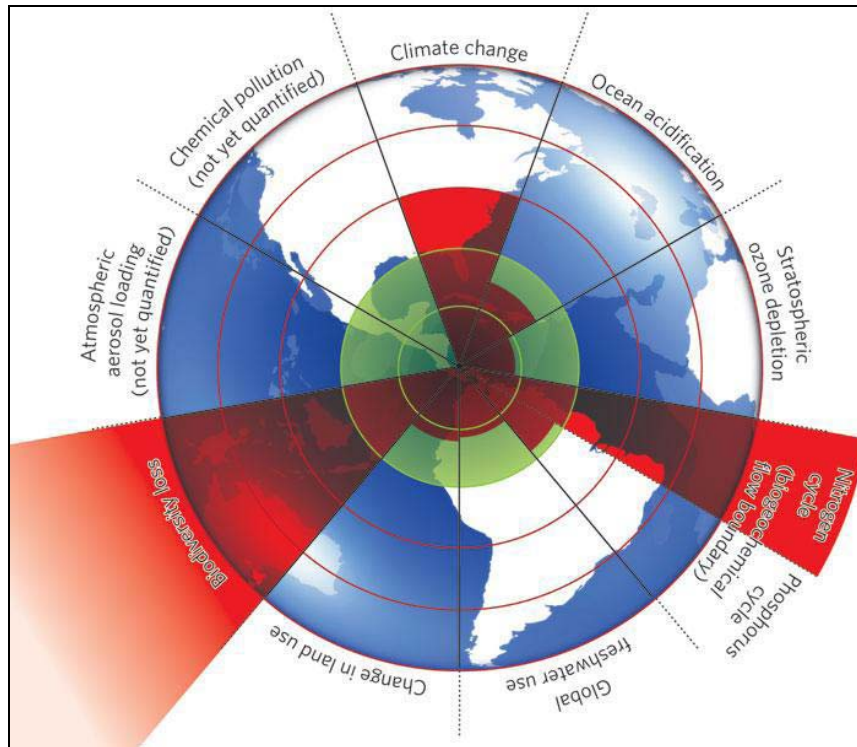 Climate change
Ocean acidification
Stratospheric
ozone depletion
Nitrogen
cycle
(biogeochemical
flow boundary)
Phosphorus
cycle
Global
freshwater use
Change in land use
Biodiversity loss
Atmospheric
aerosol loading
(not yet quantified)
Chemical pollution
(not yet quantified)